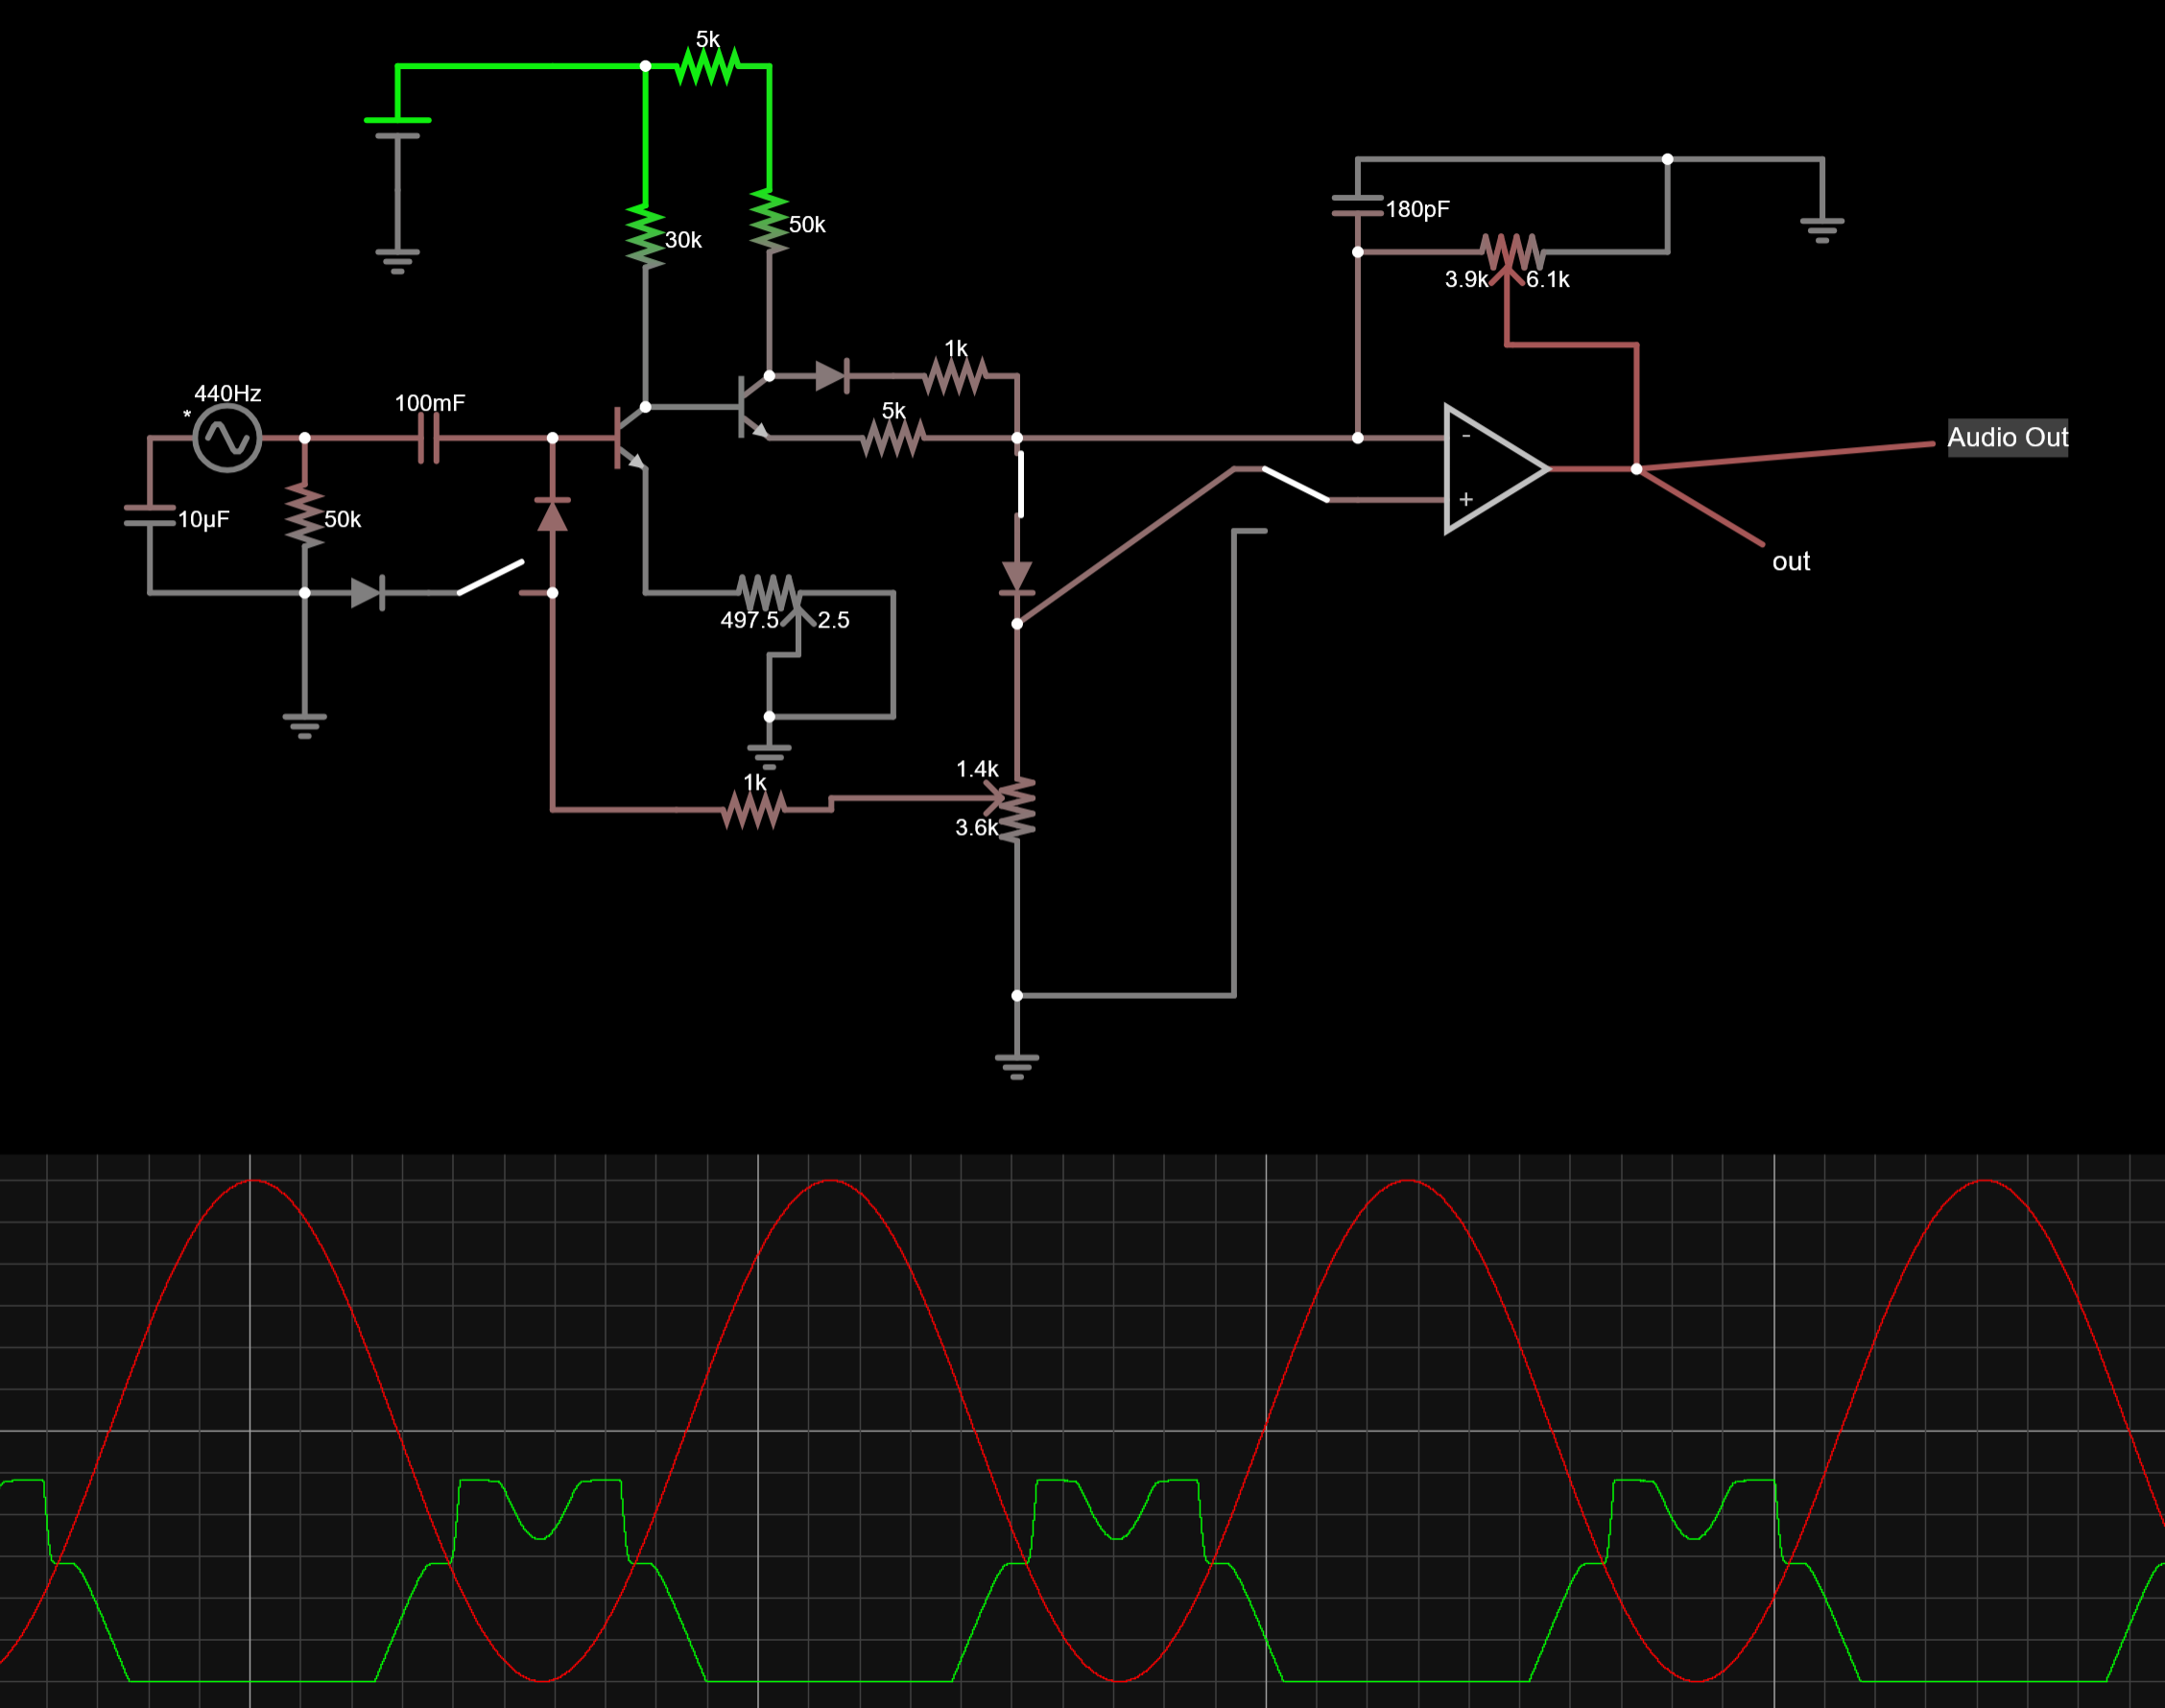 5k
50k
30k
180pF
3.9k 6.1k
1k
440Hz
*
100mF
5k
-
Audio Out
10µF
50k
+
out
497.5 2.5
1.4k
1k
3.6k